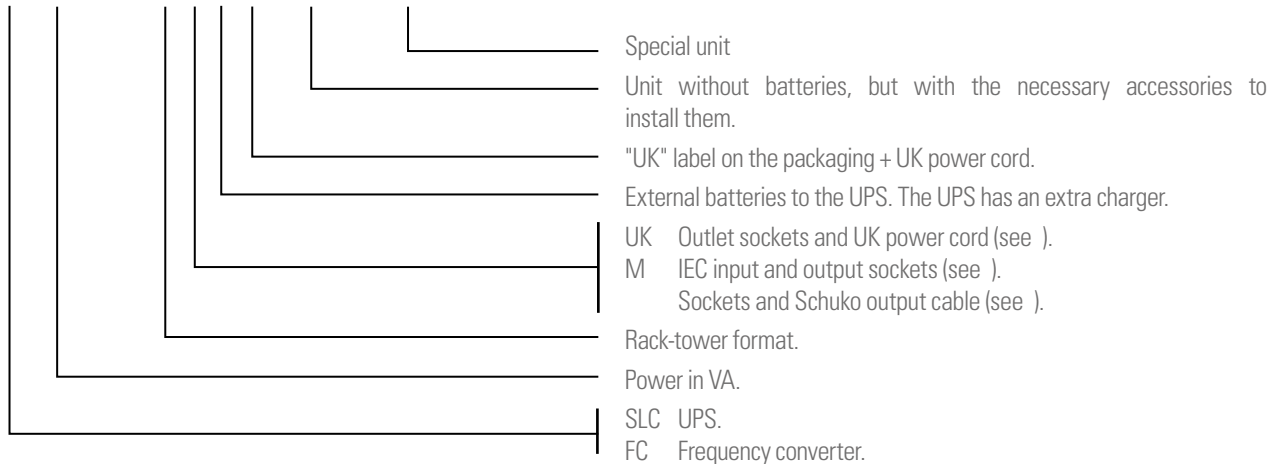 Special unit
Unit without batteries, but with the necessary accessories to
install them.
"UK" label on the packaging + UK power cord.
External batteries to the UPS. The UPS has an extra charger.
UK Outlet sockets and UK power cord (see ).
M IEC input and output sockets (see ).
Sockets and Schuko output cable (see ).
Rack-tower format.
Power in VA.
SLC UPS.
FC Frequency converter.